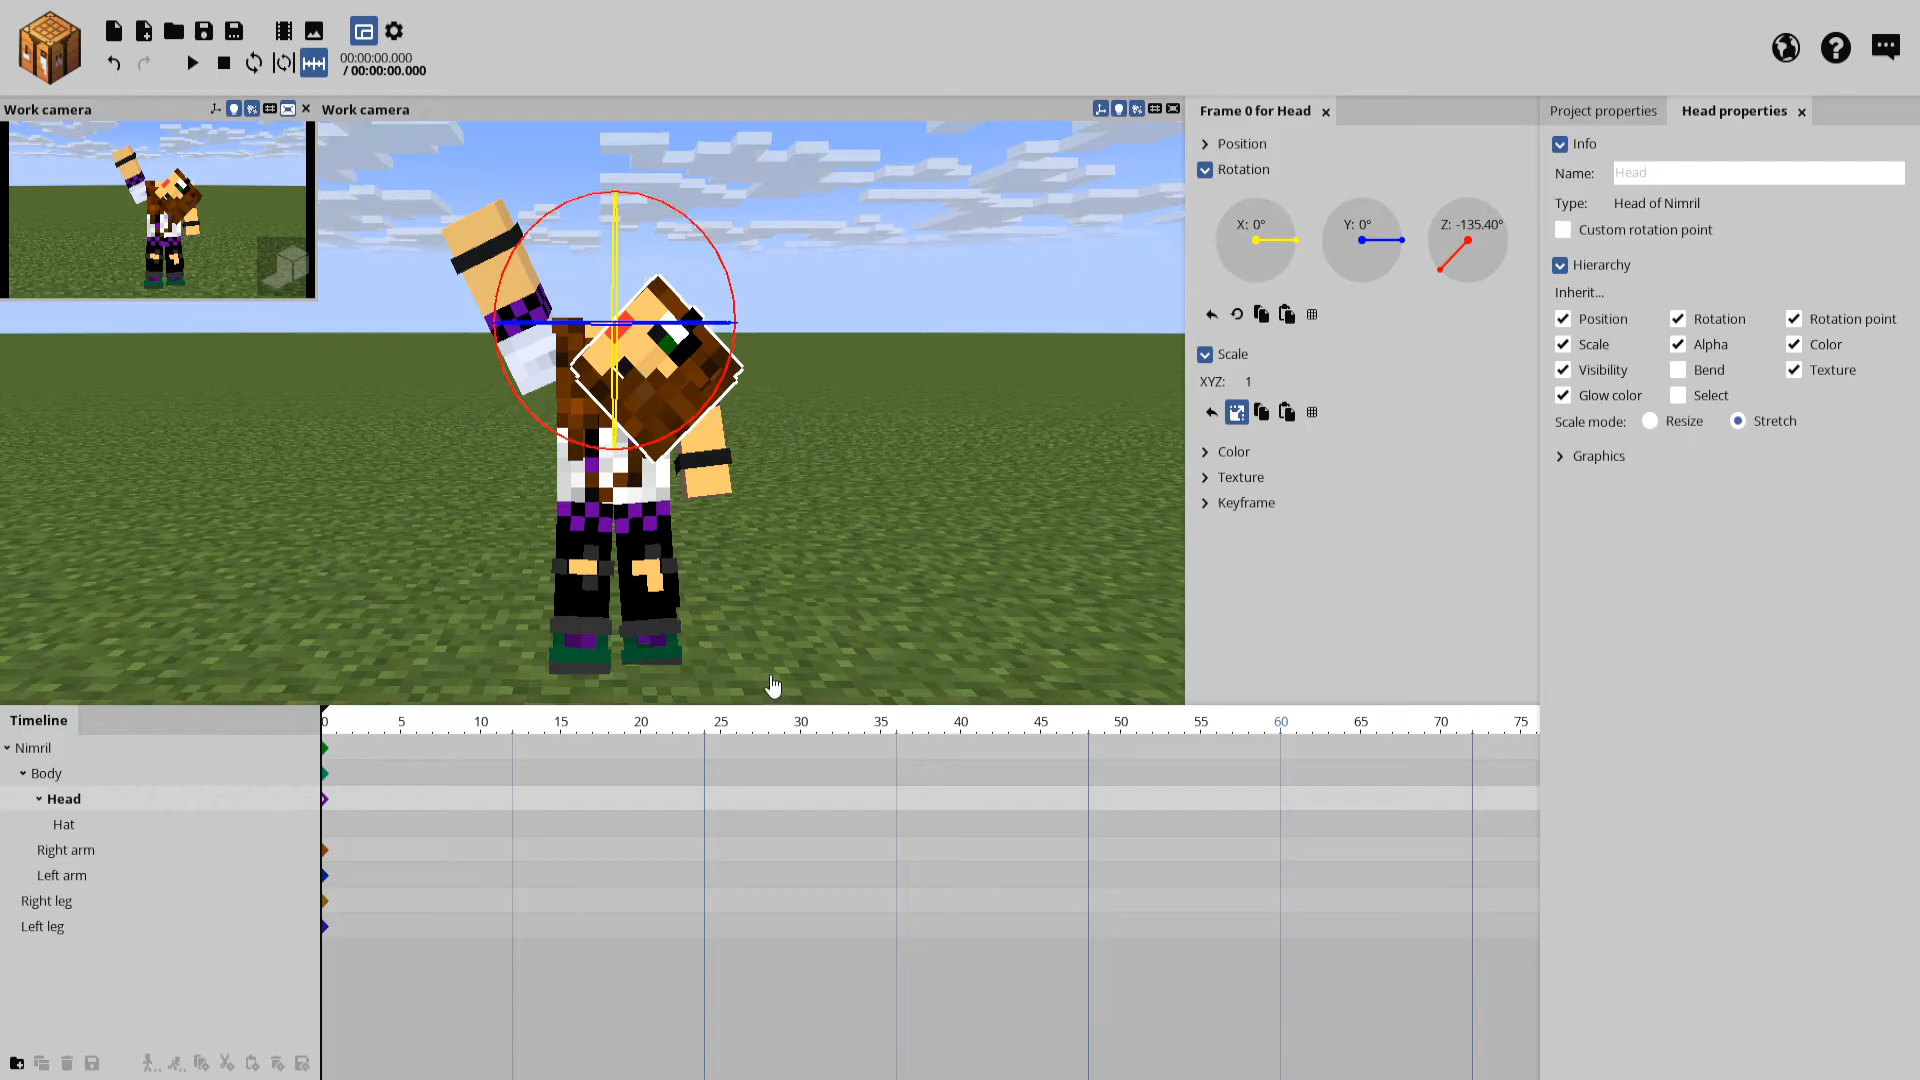 00:00:00.000
/ 00:00:00.000
Work camera
Work camera
Frame 0 for Head
Position
Rotation
X: 0°
Y: 0°
Z: -135.40°
Scale
XYZ: 1
Color
Texture
Keyframe
Project properties
Head properties
Info
Name: Head
Type: Head of Nimril
Custom rotation point
Hierarchy
Inherit...
Position Rotation Rotation point
Scale Alpha Color
Visibility Bend Texture
Glow color Select
Scale mode: Resize Stretch
Graphics
Timeline
0 5 10 15 20 25 30 35 40 45 50 55 60 65 70 75
Nimril
Body
Head
Hat
Right arm
Left arm
Right leg
Left leg